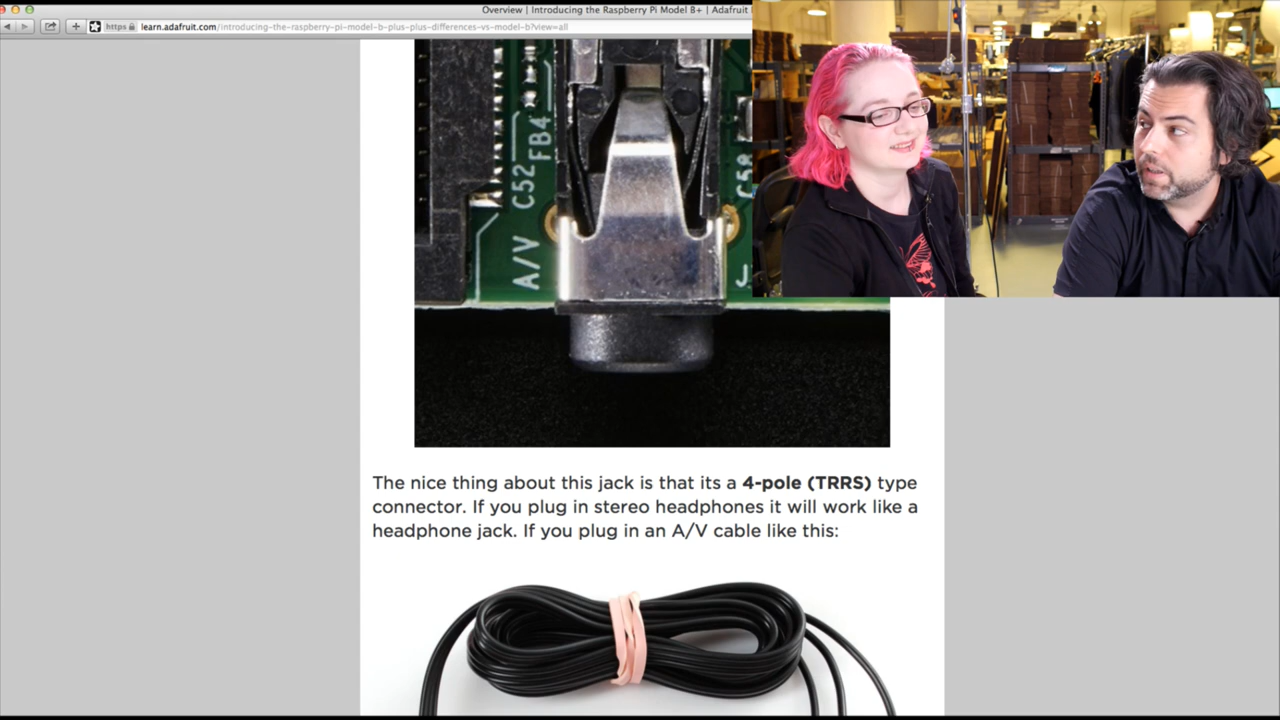 Overview | Introducing the Raspberry Pi Model B+ | Adafruit
https learn.adafruit.com/introducing-the-raspberry-pi-model-b-plus-plus-differences-vs-model-b?view=all
A/V
C52
FB4
C58
The nice thing about this jack is that its a 4-pole (TRRS) type
connector. If you plug in stereo headphones it will work like a
headphone jack. If you plug in an A/V cable like this: